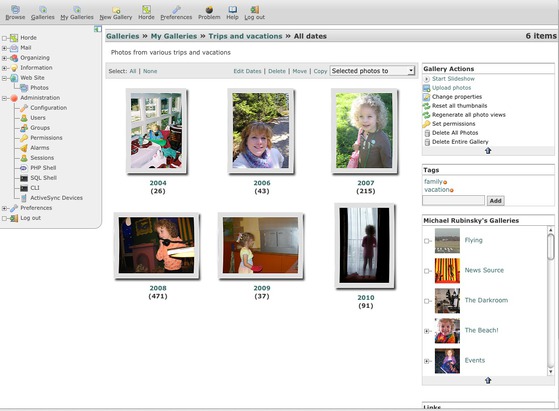 Browse Galleries My Galleries New Gallery Horde Preferences Problem Help Log out
Horde
Mail
Organizing
Information
Web Site
Photos
Administration
Configuration
Users
Groups
Permissions
Alarms
Sessions
PHP Shell
SQL Shell
CLI
ActiveSync Devices
Preferences
Log out
Galleries » My Galleries » Trips and vacations » All dates 6 items
Photos from various trips and vacations
Select: All | None Edit Dates | Delete | Move | Copy Selected photos to
2004
(26)
2006
(43)
2007
(215)
2008
(471)
2009
(37)
2010
(91)
Gallery Actions
Start Slideshow
Upload photos
Change properties
Reset all thumbnails
Regenerate all photo views
Set permissions
Delete All Photos
Delete Entire Gallery
Tags
family
vacation
Add
Michael Rubinsky's Galleries
Flying
News Source
The Darkroom
The Beach!
Events
Links